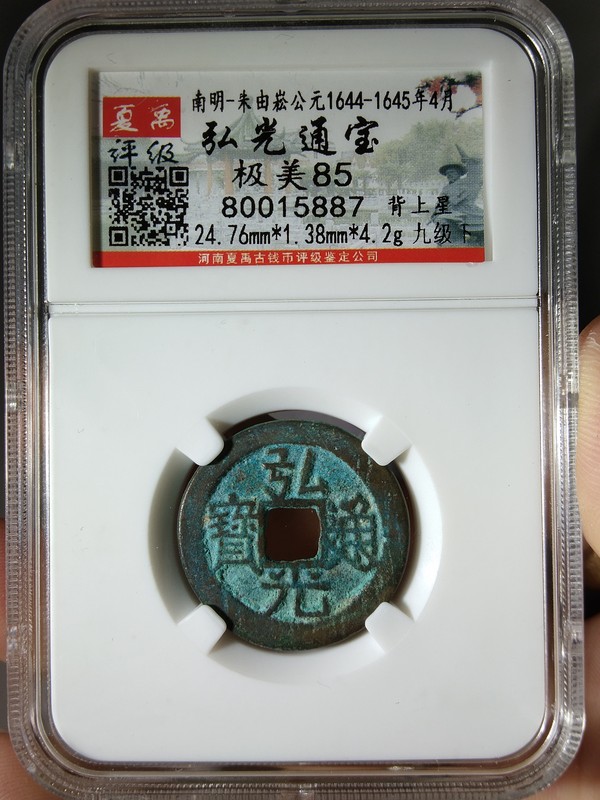 南明-朱由崧公元1644-1645年4月
夏禹
评级
弘光通宝
极美85
80015887 背上星
24.76mm*1.38mm*4.2g 九级下
河南夏禹古钱币评级鉴定公司
弘光通寶